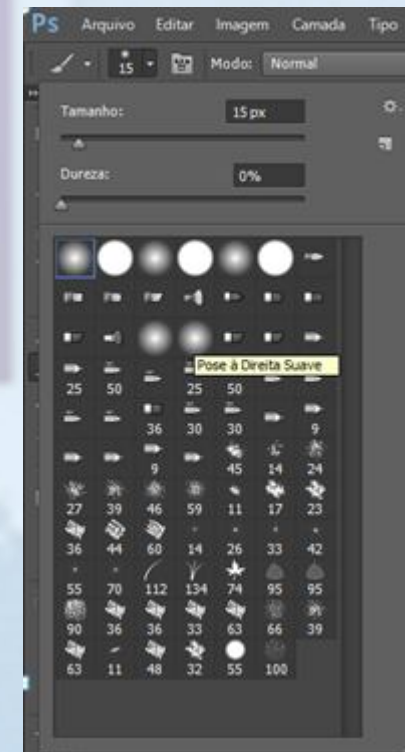 Ps Arquivo Editar Imagem Camada Tipo
15 Modo: Normal
Tamanho: 15 px
Dureza: 0%
Pose à Direita Suave
25 50 25 50
36 30 30 9
9 45 14 24
27 39 46 59 11 17 23
36 44 60 14 26 33 42
55 70 112 134 74 95 95
90 36 36 33 63 66 39
63 11 48 32 55 100